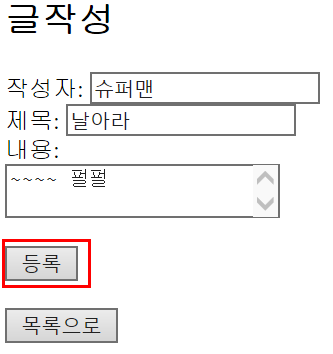 글작성
작성자: 슈퍼맨
제목: 날아라
내용:
~~~~ 펄펄
등록
목록으로